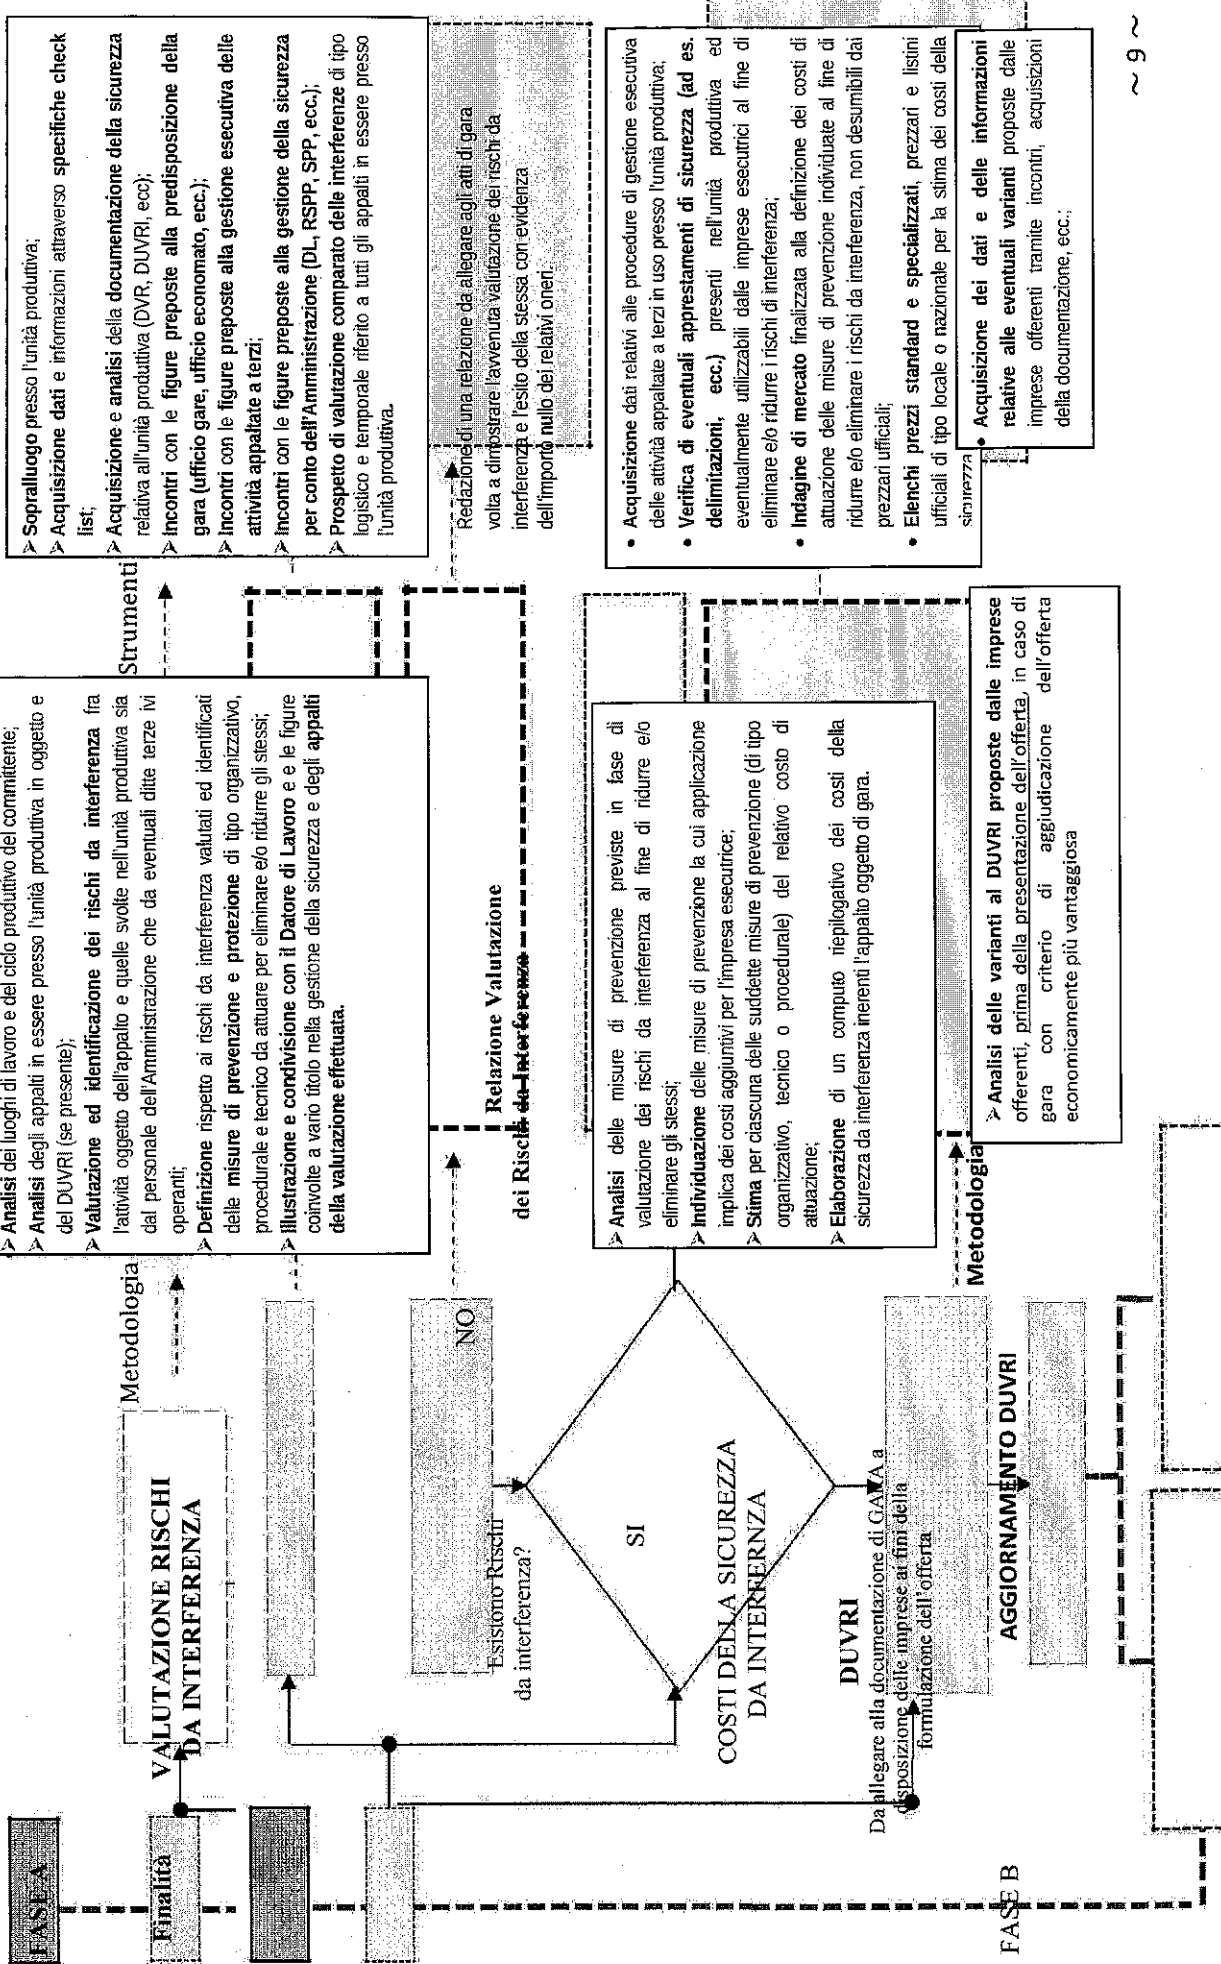 FASE A
Finalità
VALUTAZIONE RISCHI
DA INTERFERENZA
Metodologia
➢ Analisi dei luoghi di lavoro e del ciclo produttivo del committente;
➢ Analisi degli appalti in essere presso l'unità produttiva in oggetto e
del DUVRI (se presente);
➢ Valutazione ed identificazione dei rischi da interferenza fra
l'attività oggetto dell'appalto e quelle svolte nell'unità produttiva sia
dal personale dell'Amministrazione che da eventuali ditte terze ivi
operanti;
➢ Definizione rispetto ai rischi da interferenza valutati ed identificati
delle misure di prevenzione e protezione di tipo organizzativo,
procedurale e tecnico da attuare per eliminare e/o ridurre gli stessi;
➢ Illustrazione e condivisione con il Datore di Lavoro e e le figure
coinvolte a vario titolo nella gestione della sicurezza e degli appalti
della valutazione effettuata.
Strumenti
➢ Sopralluogo presso l'unità produttiva;
➢ Acquisizione dati e informazioni attraverso specifiche check
list;
➢ Acquisizione e analisi della documentazione della sicurezza
relativa all'unità produttiva (DVR, DUVRI, ecc);
➢ Incontri con le figure preposte alla predisposizione della
gara (ufficio gare, ufficio economato, ecc.);
➢ Incontri con le figure preposte alla gestione esecutiva delle
attività appaltate a terzi;
➢ Incontri con le figure preposte alla gestione della sicurezza
per conto dell'Amministrazione (DL, RSPP, SPP, ecc.);
➢ Prospetto di valutazione comparato delle interferenze di tipo
logistico e temporale riferito a tutti gli appalti in essere presso
l'unità produttiva.
Esistono Rischi
da interferenza?
NO
Relazione Valutazione
dei Rischi da Interferenza
Redazione di una relazione da allegare agli atti di gara
volta a dimostrare l'avvenuta valutazione dei rischi da
interferenza e l'esito della stessa con evidenza
dell'importo nullo dei relativi oneri
SI
COSTI DELLA SICUREZZA
DA INTERFERNZA
➢ Analisi delle misure di prevenzione previste in fase di
valutazione dei rischi da interferenza al fine di ridurre e/o
eliminare gli stessi;
➢ Individuazione delle misure di prevenzione la cui applicazione
implica dei costi aggiuntivi per l'impresa esecutrice;
➢ Stima per ciascuna delle suddette misure di prevenzione (di tipo
organizzativo, tecnico o procedurale) del relativo costo di
attuazione;
➢ Elaborazione di un computo riepilogativo dei costi della
sicurezza da interferenza inerenti l'appalto oggetto di gara.
• Acquisizione dati relativi alle procedure di gestione esecutiva
delle attività appaltate a terzi in uso presso l'unità produttiva;
• Verifica di eventuali apprestamenti di sicurezza (ad es.
delimitazioni, ecc.) presenti nell'unità produttiva ed
eventualmente utilizzabili dalle imprese esecutrici al fine di
eliminare e/o ridurre i rischi di interferenza;
• Indagine di mercato finalizzata alla definizione dei costi di
attuazione delle misure di prevenzione individuate al fine di
ridurre e/o eliminare i rischi da interferenza, non desumibili dai
prezzari ufficiali;
• Elenchi prezzi standard e specializzati, prezzari e listini
ufficiali di tipo locale o nazionale per la stima dei costi della
sicurezza
DUVRI
Da allegare alla documentazione di GARA a
disposizione delle imprese ai fini della
formulazione dell'offerta
FASE B
AGGIORNAMENTO DUVRI
Metodologia
➢ Analisi delle varianti al DUVRI proposte dalle imprese
offerenti, prima della presentazione dell'offerta, in caso di
gara con criterio di aggiudicazione dell'offerta
economicamente più vantaggiosa
• Acquisizione dei dati e delle informazioni
relative alle eventuali varianti proposte dalle
imprese offerenti tramite incontri, acquisizioni
della documentazione, ecc.;
~ 9 ~